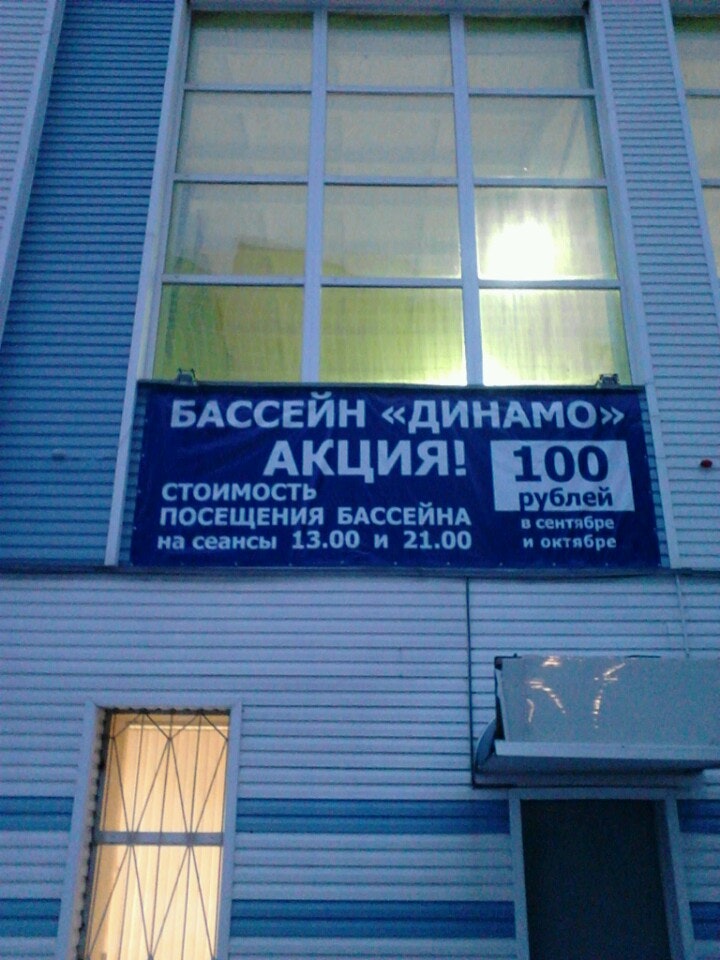 БАССЕЙН «ДИНАМО»
АКЦИЯ!
СТОИМОСТЬ
ПОСЕЩЕНИЯ БАССЕЙНА
на сеансы 13.00 и 21.00
100
рублей
в сентябре
и октябре